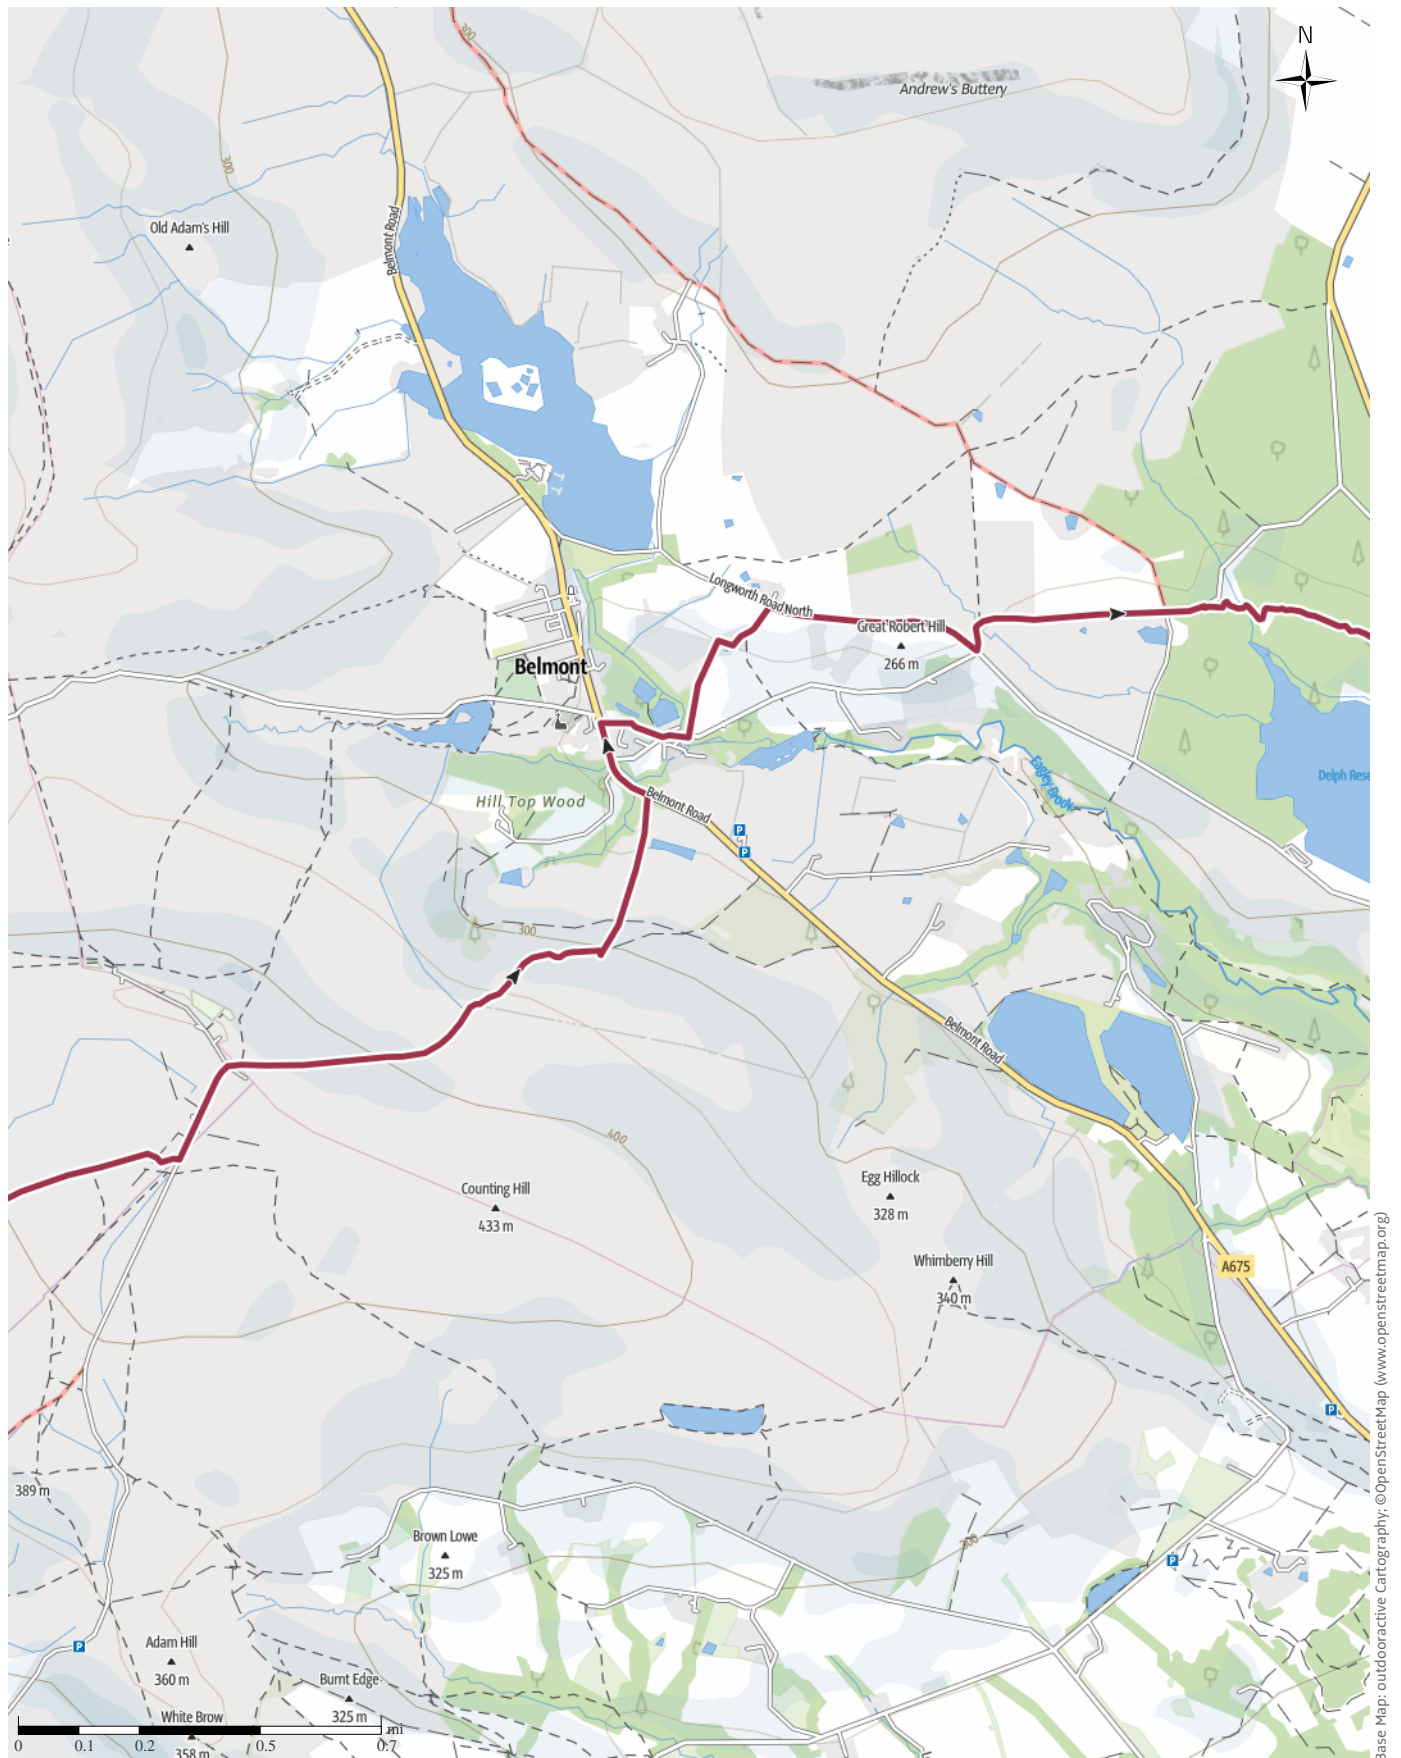 N
300
Andrew's Buttery
300
Old Adam's Hill
Belmont Road
Longworth Road North
Great Robert Hill
266 m
Belmont
Eagley Brook
Delph Rese
Hill Top Wood
Belmont Road
P
P
300
Belmont Road
400
Counting Hill
433 m
Egg Hillock
328 m
Whimberry Hill
340 m
A675
P
389 m
Brown Lowe
325 m
300
P
Adam Hill
360 m
P
Burnt Edge
325 m
White Brow
358 m
mi
0 0.1 0.2 0.5 0.7
Base Map: outdooractive Cartography; ©OpenStreetMap (www.openstreetmap.org)